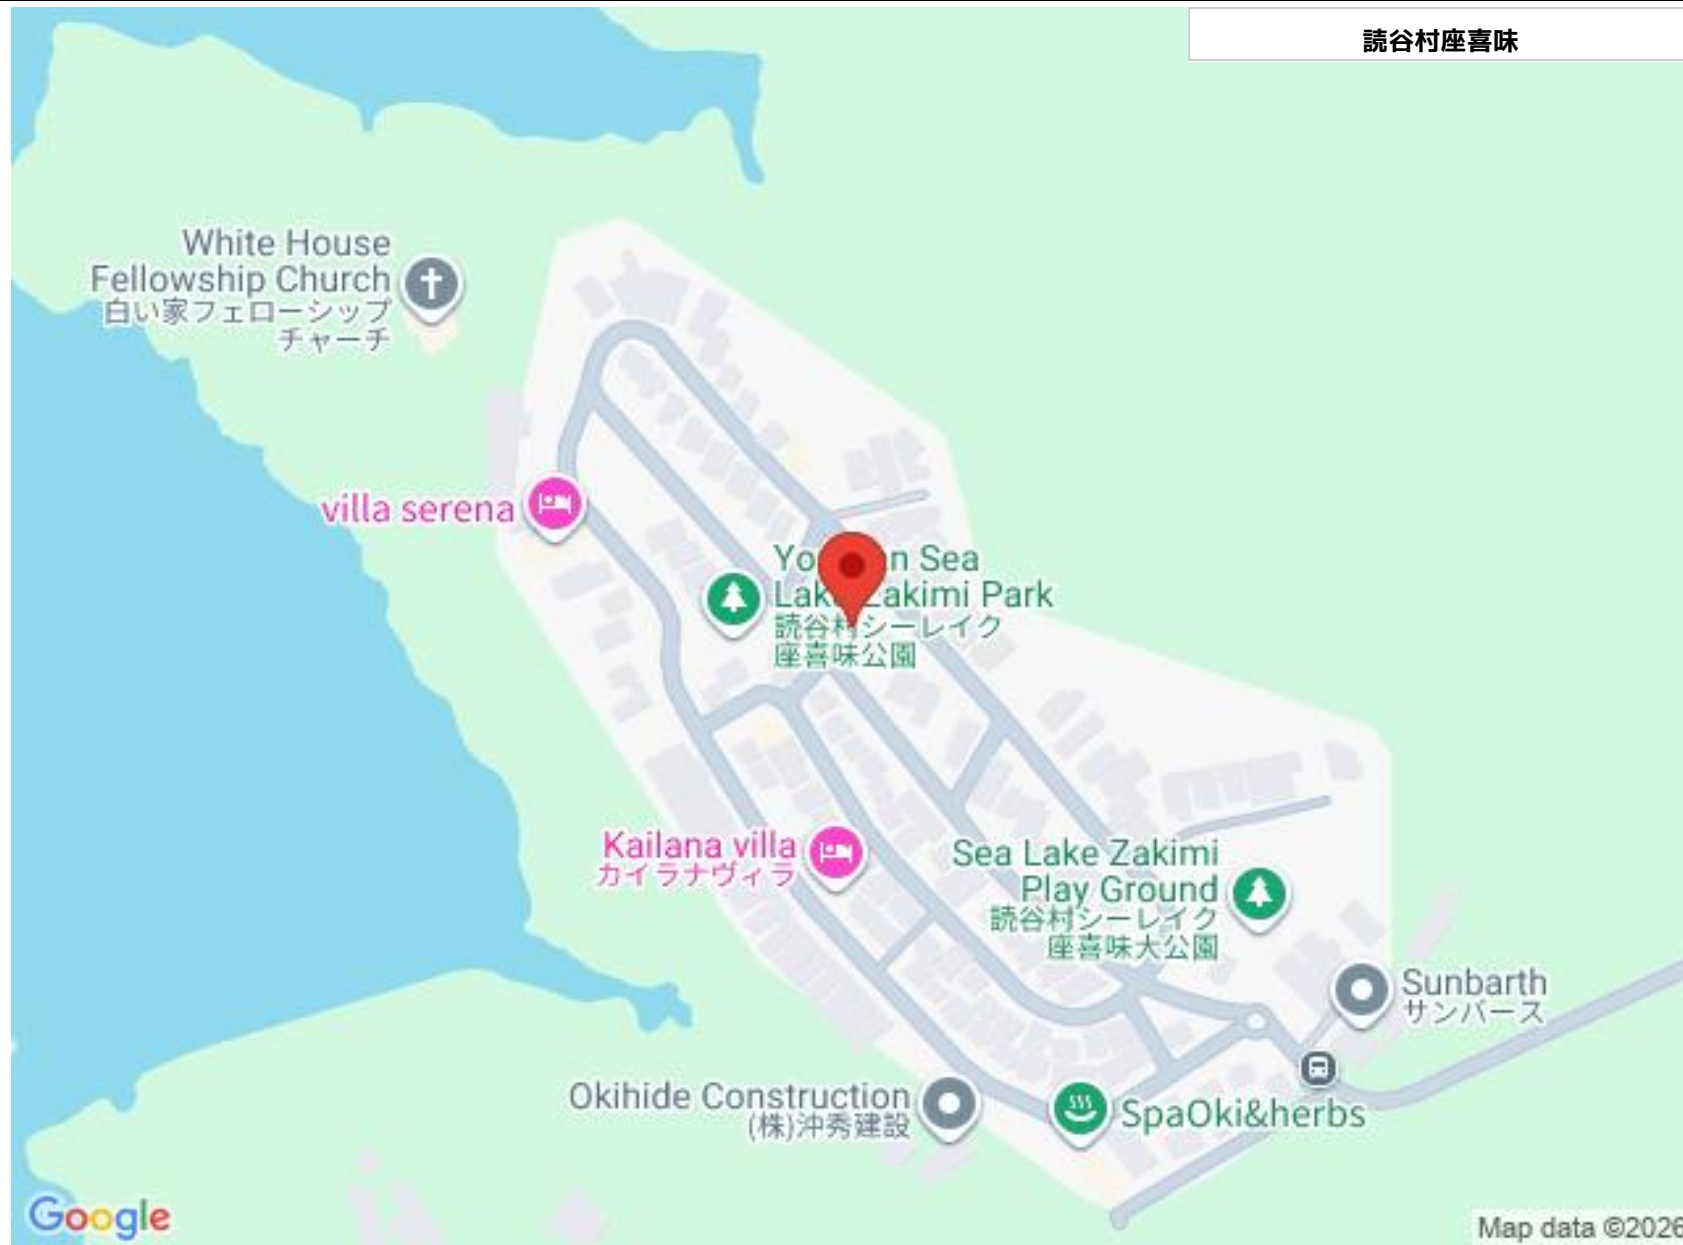 読谷村座喜味
White House
Fellowship Church
白い家フェローシップ
チャーチ
villa serena
Sea
Zakimi Park
読谷村シーレイク
座喜味公園
Kailana villa
カイラナヴィラ
Sea Lake Zakimi
Play Ground
読谷村シーレイク
座喜味大公園
Sunbarth
サンバース
Okihide Construction
(株)沖秀建設
SpaOki&herbs
Google
Map data ©2026